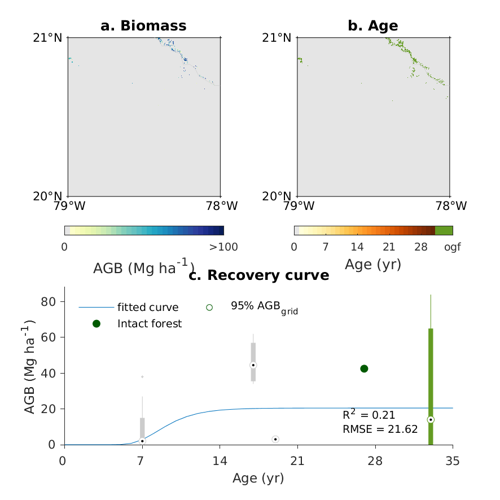 a. Biomass
b. Age
21°N
21°N
20°N
20°N
79°W
78°W
79°W
78°W
0
>100
0
7
14
21
28
ogf
AGB (Mg ha⁻¹)
Age (yr)
c. Recovery curve
fitted curve
95% AGB_grid
Intact forest
80
60
40
20
0
AGB (Mg ha⁻¹)
R² = 0.21
RMSE = 21.62
0
7
14
21
28
35
Age (yr)